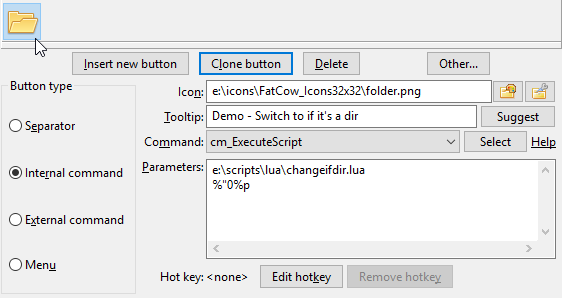 Insert new button Clone button Delete Other...
Button type
Separator
Internal command
External command
Menu
Icon: e:\icons\FatCow_Icons32x32\folder.png
Tooltip: Demo - Switch to if it's a dir Suggest
Command: cm_ExecuteScript Select Help
Parameters: e:\scripts\lua\changeifdir.lua
%"0%p
Hot key: <none> Edit hotkey Remove hotkey